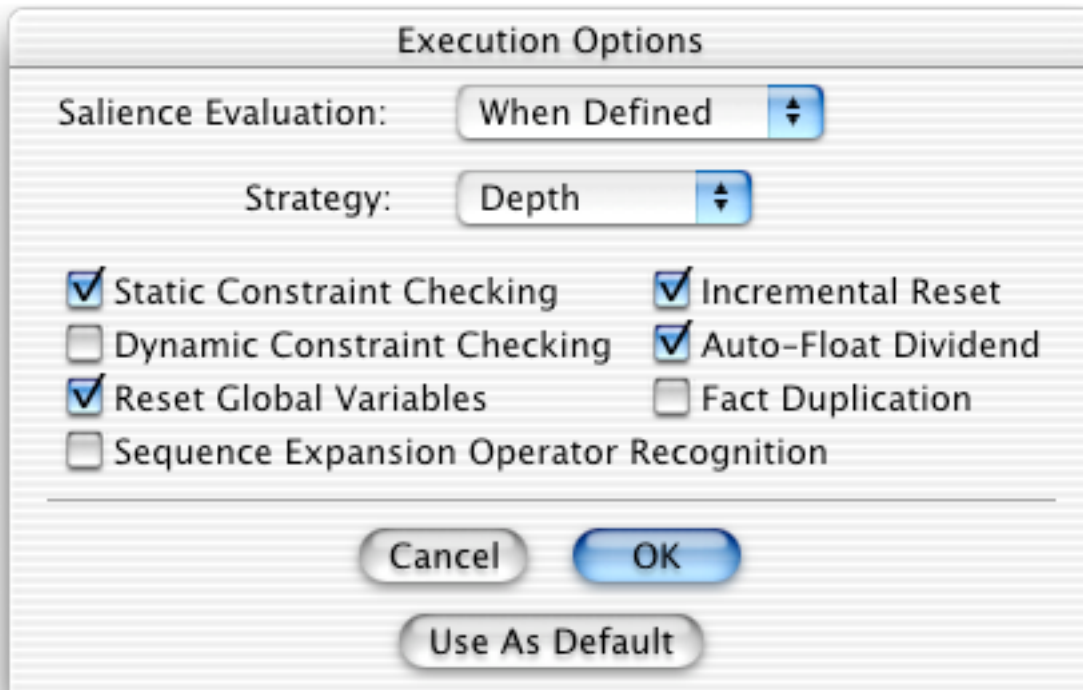 Execution Options
Salience Evaluation: When Defined
Strategy: Depth
Static Constraint Checking Incremental Reset
Dynamic Constraint Checking Auto-Float Dividend
Reset Global Variables Fact Duplication
Sequence Expansion Operator Recognition
Cancel OK
Use As Default